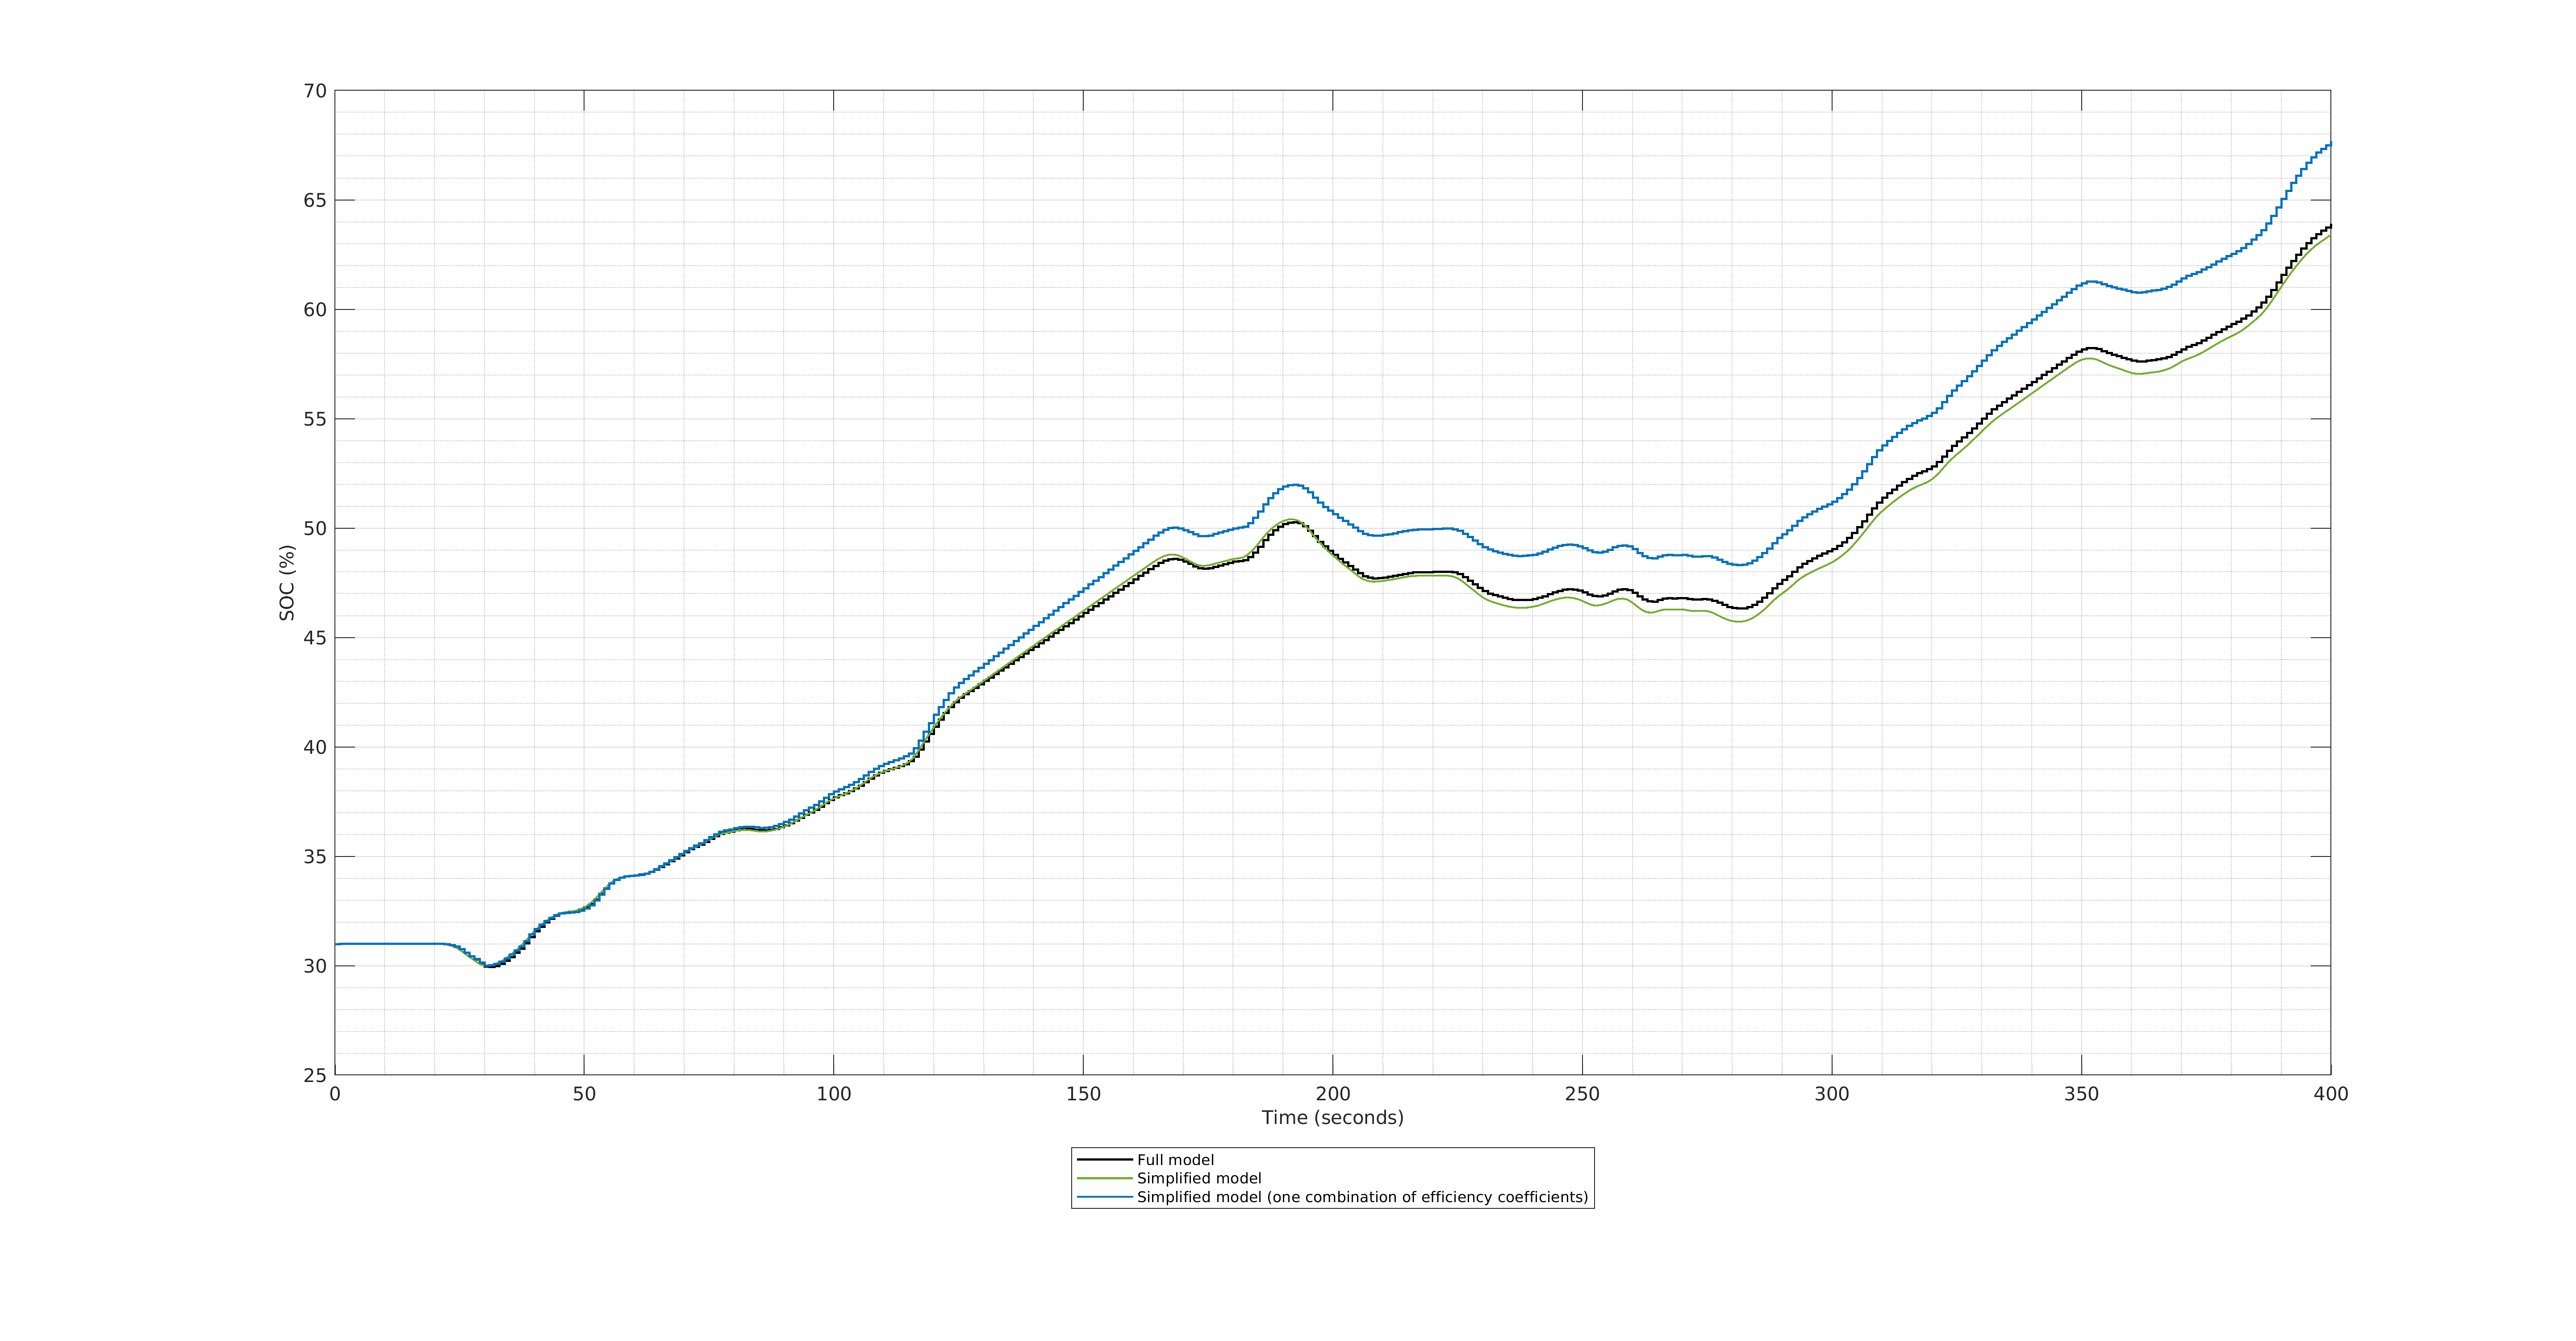 70
65
60
55
50
45
40
35
30
25
SOC (%)
0 50 100 150 200 250 300 350 400
Time (seconds)
Full model
Simplified model
Simplified model (one combination of efficiency coefficients)